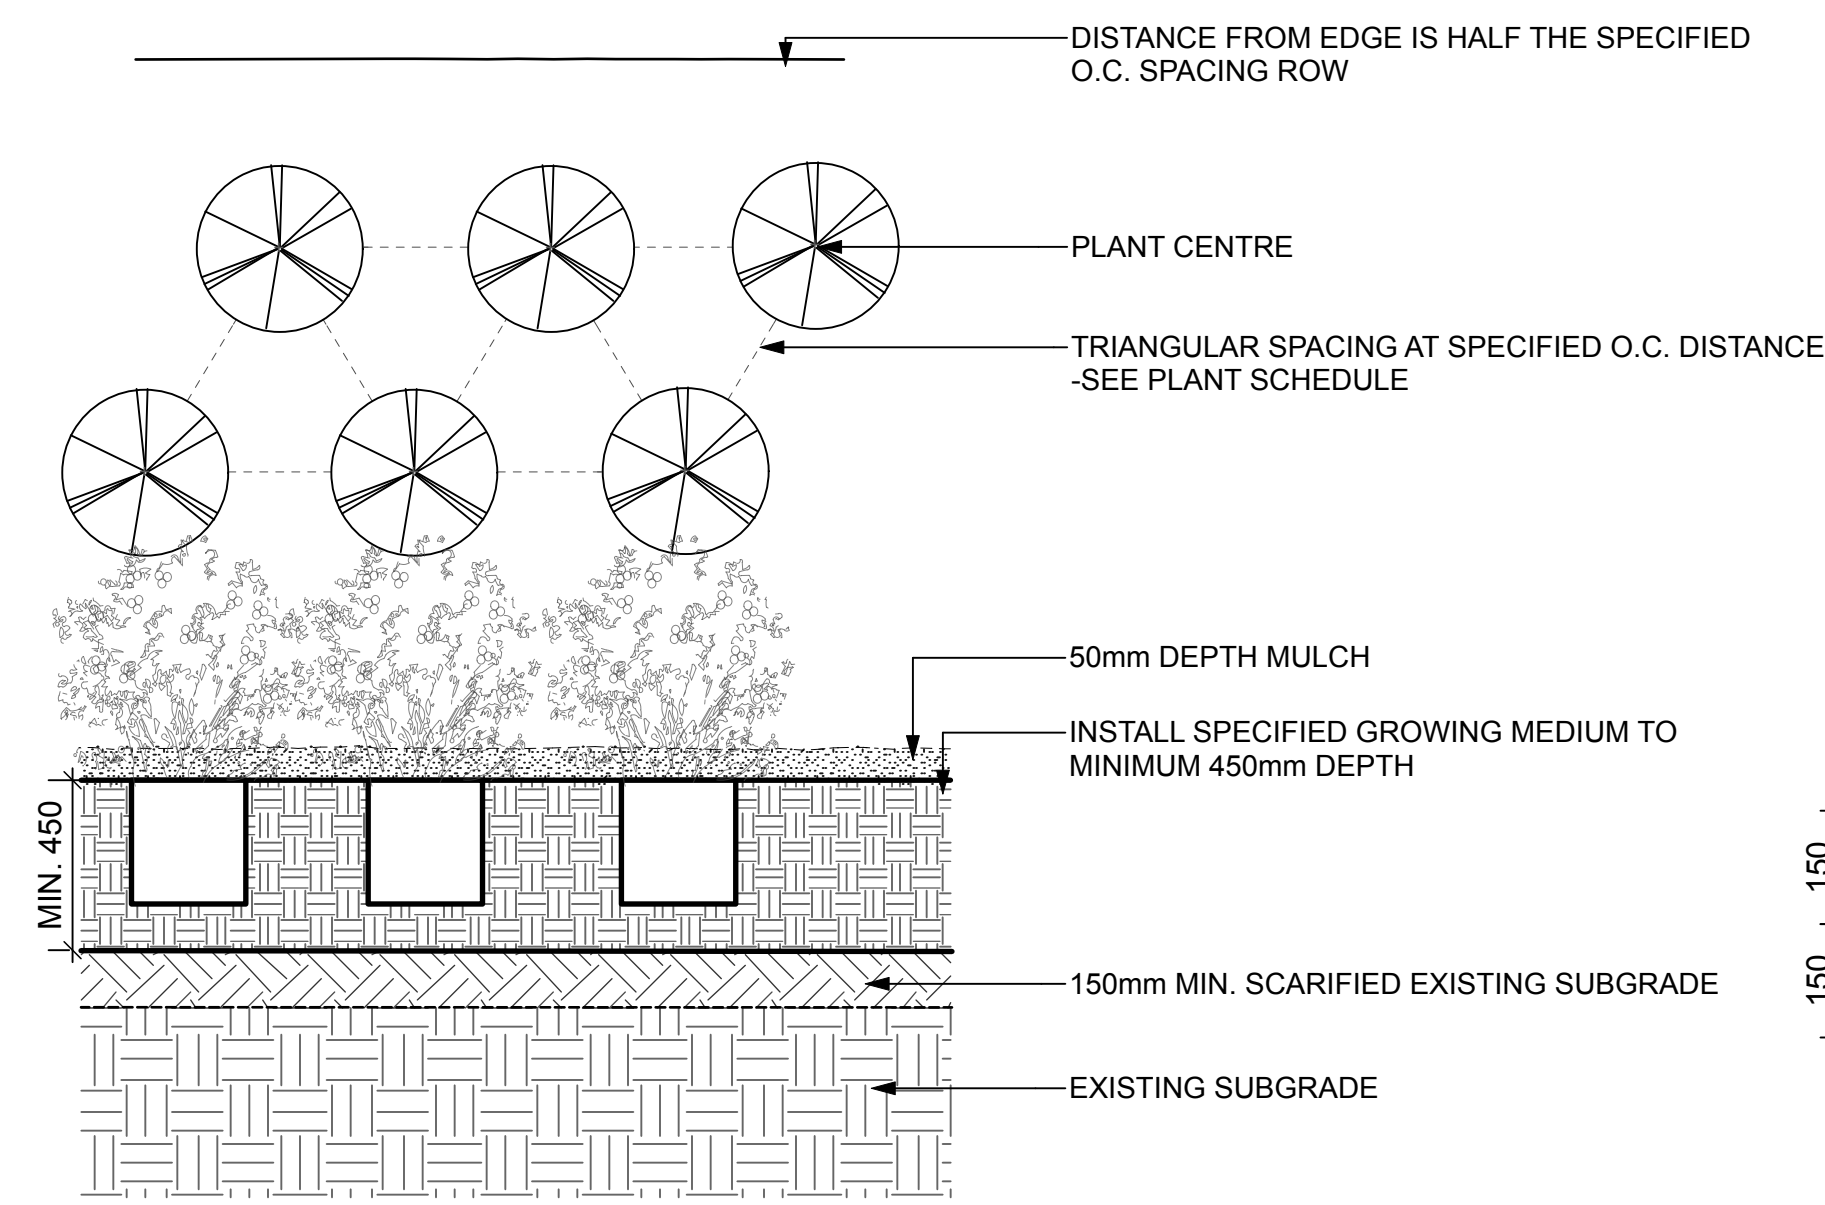 DISTANCE FROM EDGE IS HALF THE SPECIFIED
O.C. SPACING ROW
PLANT CENTRE
TRIANGULAR SPACING AT SPECIFIED O.C. DISTANCE
-SEE PLANT SCHEDULE
50mm DEPTH MULCH
INSTALL SPECIFIED GROWING MEDIUM TO
MINIMUM 450mm DEPTH
MIN. 450
150mm MIN. SCARIFIED EXISTING SUBGRADE
EXISTING SUBGRADE
150
150